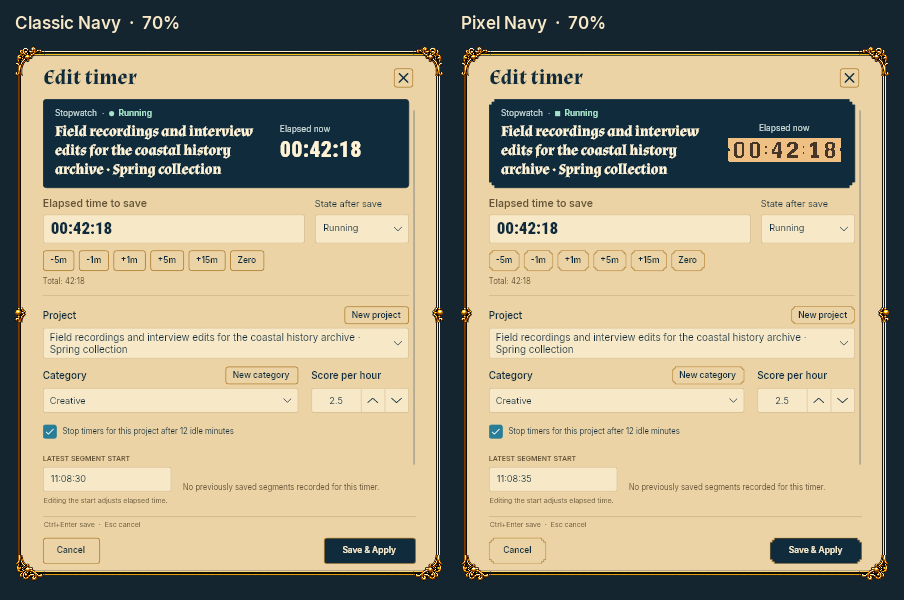 Classic Navy · 70%
Edit timer
Stopwatch · Running
Field recordings and interview
edits for the coastal history
archive · Spring collection
Elapsed now
00:42:18
Elapsed time to save
State after save
00:42:18
Running
-5m -1m +1m +5m +15m Zero
Total: 42:18
Project
New project
Field recordings and interview edits for the coastal history archive ·
Spring collection
Category
New category
Score per hour
Creative
2.5
Stop timers for this project after 12 idle minutes
LATEST SEGMENT START
11:08:30
No previously saved segments recorded for this timer.
Editing the start adjusts elapsed time.
Ctrl+Enter save · Esc cancel
Cancel
Save & Apply
Pixel Navy · 70%
Edit timer
Stopwatch · Running
Field recordings and interview
edits for the coastal history
archive · Spring collection
Elapsed now
00:42:18
Elapsed time to save
State after save
00:42:18
Running
-5m -1m +1m +5m +15m Zero
Total: 42:18
Project
New project
Field recordings and interview edits for the coastal history archive ·
Spring collection
Category
New category
Score per hour
Creative
2.5
Stop timers for this project after 12 idle minutes
LATEST SEGMENT START
11:08:35
No previously saved segments recorded for this timer.
Editing the start adjusts elapsed time.
Ctrl+Enter save · Esc cancel
Cancel
Save & Apply